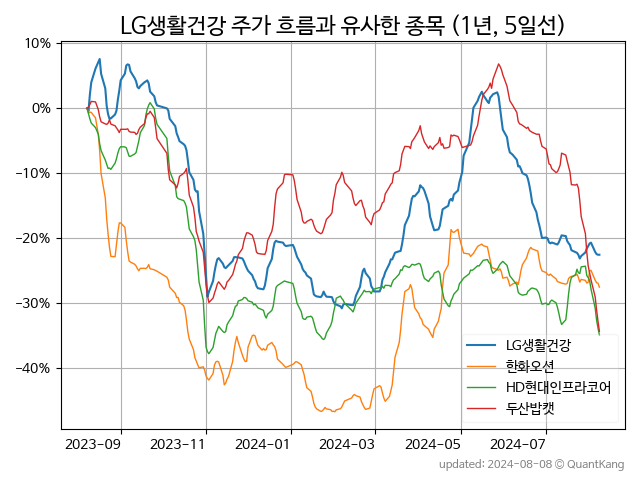 LG생활건강 주가 흐름과 유사한 종목 (1년, 5일선)
10%
0%
-10%
-20%
-30%
-40%
LG생활건강
한화오션
HD현대인프라코어
두산밥캣
2023-09 2023-11 2024-01 2024-03 2024-05 2024-07
updated: 2024-08-08 © QuantKang